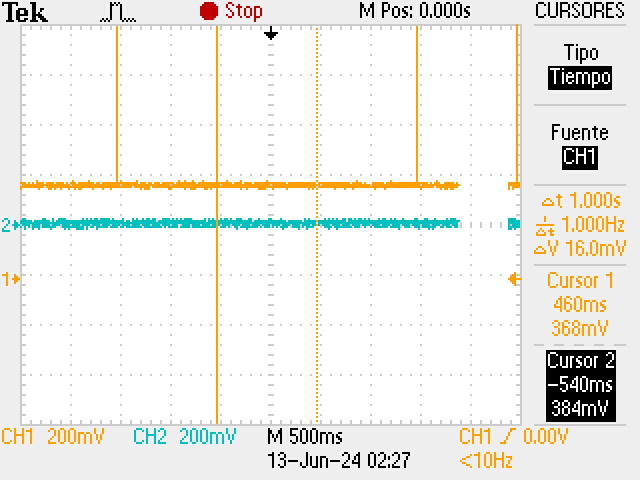 Tek Stop M Pos: 0.000s CURSORES
Tipo
Tiempo
Fuente
CH1
Δt 1.000s
1/Δt 1.000Hz
ΔV 16.0mV
Cursor 1
460ms
368mV
Cursor 2
-540ms
384mV
2
1
CH1 200mV CH2 200mV M 500ms CH1 0.00V
13-Jun-24 02:27 <10Hz